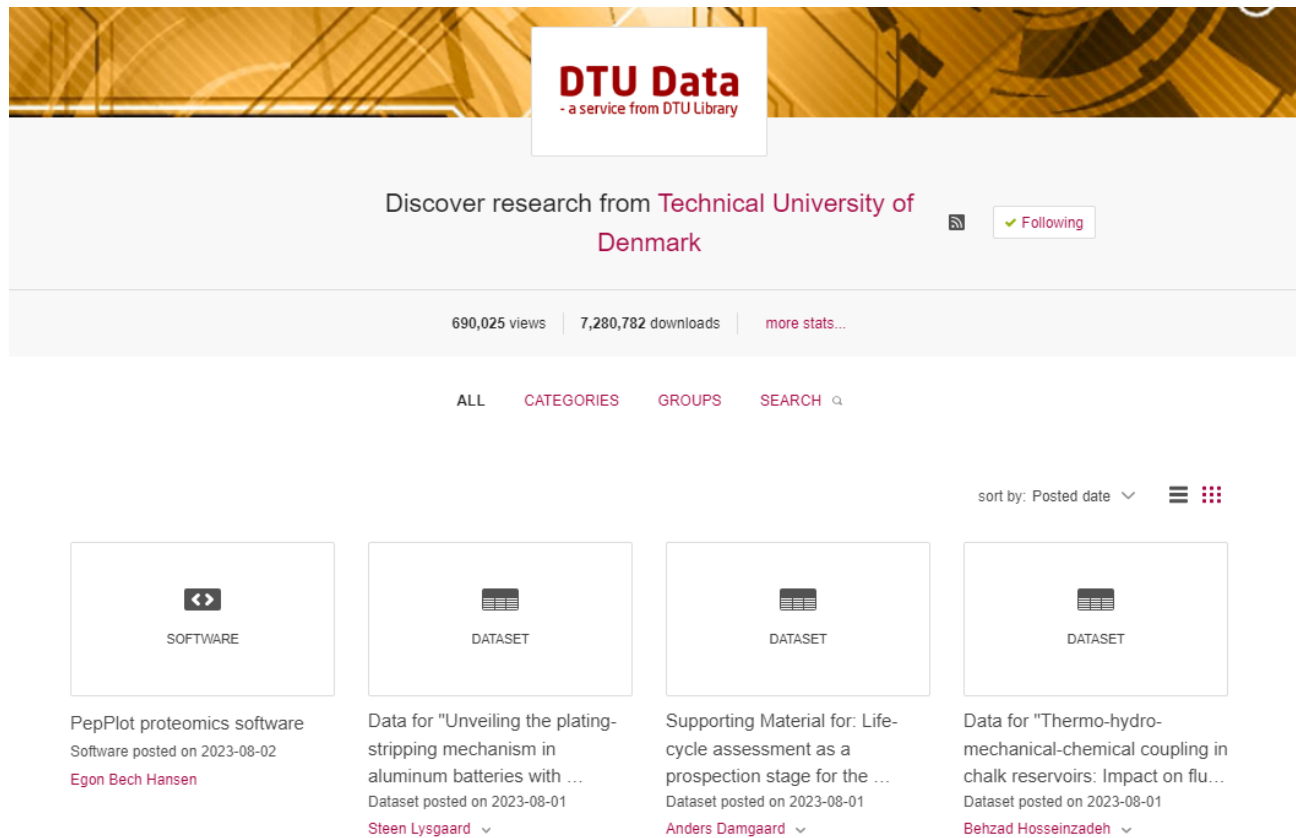 DTU Data
- a service from DTU Library
Discover research from Technical University of
Denmark
Following
690,025 views
7,280,782 downloads
more stats...
ALL
CATEGORIES
GROUPS
SEARCH
sort by: Posted date
SOFTWARE
PepPlot proteomics software
Software posted on 2023-08-02
Egon Bech Hansen
DATASET
Data for "Unveiling the plating-
stripping mechanism in
aluminum batteries with …
Dataset posted on 2023-08-01
Steen Lysgaard
DATASET
Supporting Material for: Life-
cycle assessment as a
prospection stage for the …
Dataset posted on 2023-08-01
Anders Damgaard
DATASET
Data for "Thermo-hydro-
mechanical-chemical coupling in
chalk reservoirs: Impact on flu…
Dataset posted on 2023-08-01
Behzad Hosseinzadeh